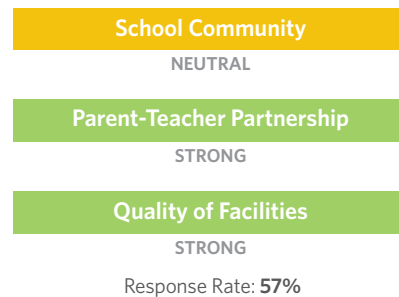 School Community
NEUTRAL
Parent-Teacher Partnership
STRONG
Quality of Facilities
STRONG
Response Rate: 57%